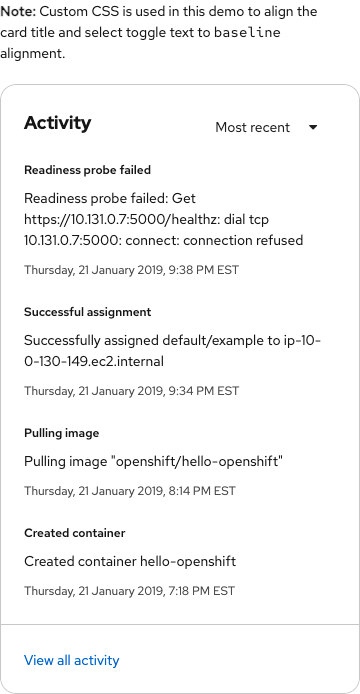 Note: Custom CSS is used in this demo to align the
card title and select toggle text to baseline
alignment.
Activity
Most recent
Readiness probe failed
Readiness probe failed: Get
https://10.131.0.7:5000/healthz: dial tcp
10.131.0.7:5000: connect: connection refused
Thursday, 21 January 2019, 9:38 PM EST
Successful assignment
Successfully assigned default/example to ip-10-
0-130-149.ec2.internal
Thursday, 21 January 2019, 9:34 PM EST
Pulling image
Pulling image "openshift/hello-openshift"
Thursday, 21 January 2019, 8:14 PM EST
Created container
Created container hello-openshift
Thursday, 21 January 2019, 7:18 PM EST
View all activity